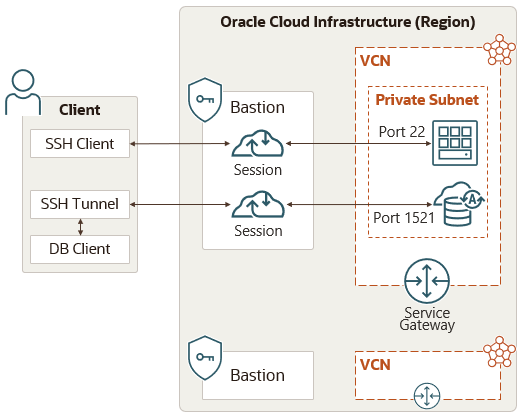 Oracle Cloud Infrastructure (Region)
VCN
Client
Bastion
Private Subnet
SSH Client
Session
Port 22
SSH Tunnel
Session
Port 1521
A
DB Client
Service
Gateway
Bastion
VCN